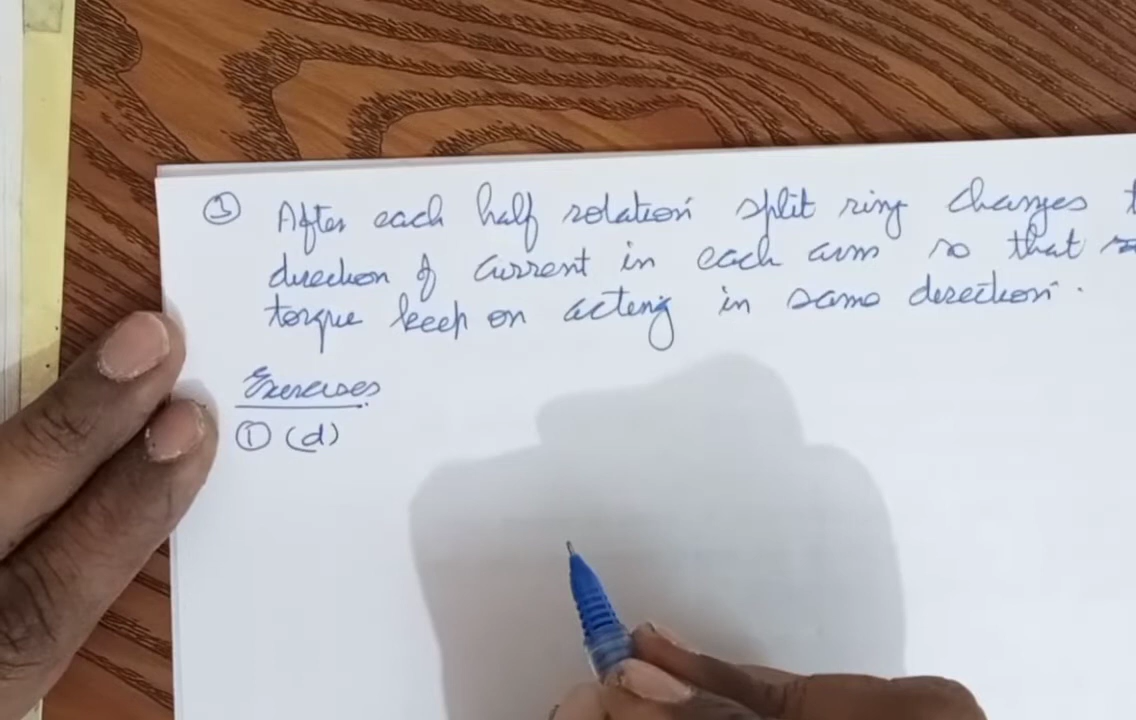 ③ After each half rotation split ring changes
direction of current in each arm so that
torque keep on acting in same direction.
Exercises
① (d)